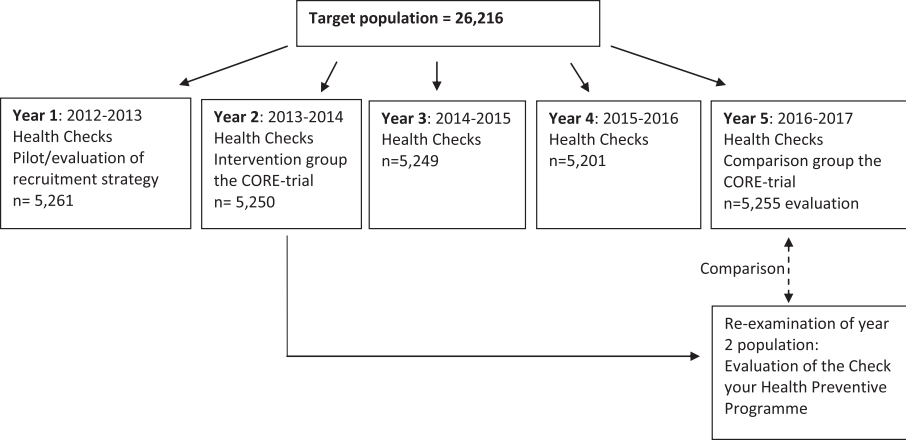 Target population = 26,216
Year 1: 2012-2013
Health Checks
Pilot/evaluation of
recruitment strategy
n= 5,261
Year 2: 2013-2014
Health Checks
Intervention group
the CORE-trial
n= 5,250
Year 3: 2014-2015
Health Checks
n=5,249
Year 4: 2015-2016
Health Checks
n=5,201
Year 5: 2016-2017
Health Checks
Comparison group the
CORE-trial
n=5,255 evaluation
Comparison
Re-examination of year
2 population:
Evaluation of the Check
your Health Preventive
Programme